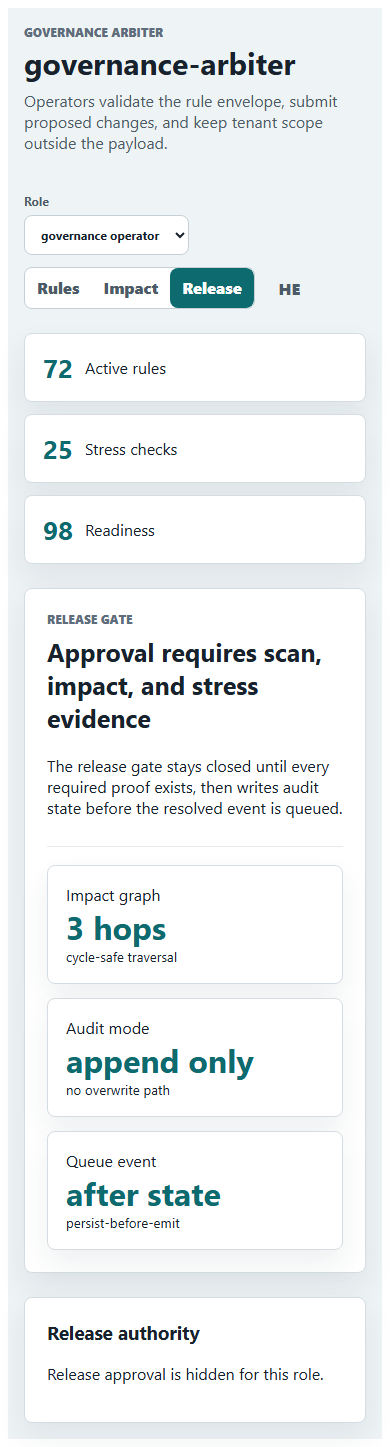 GOVERNANCE ARBITER
governance-arbiter
Operators validate the rule envelope, submit
proposed changes, and keep tenant scope
outside the payload.
Role
governance operator
Rules Impact Release HE
72 Active rules
25 Stress checks
98 Readiness
RELEASE GATE
Approval requires scan,
impact, and stress
evidence
The release gate stays closed until every
required proof exists, then writes audit
state before the resolved event is queued.
Impact graph
3 hops
cycle-safe traversal
Audit mode
append only
no overwrite path
Queue event
after state
persist-before-emit
Release authority
Release approval is hidden for this role.